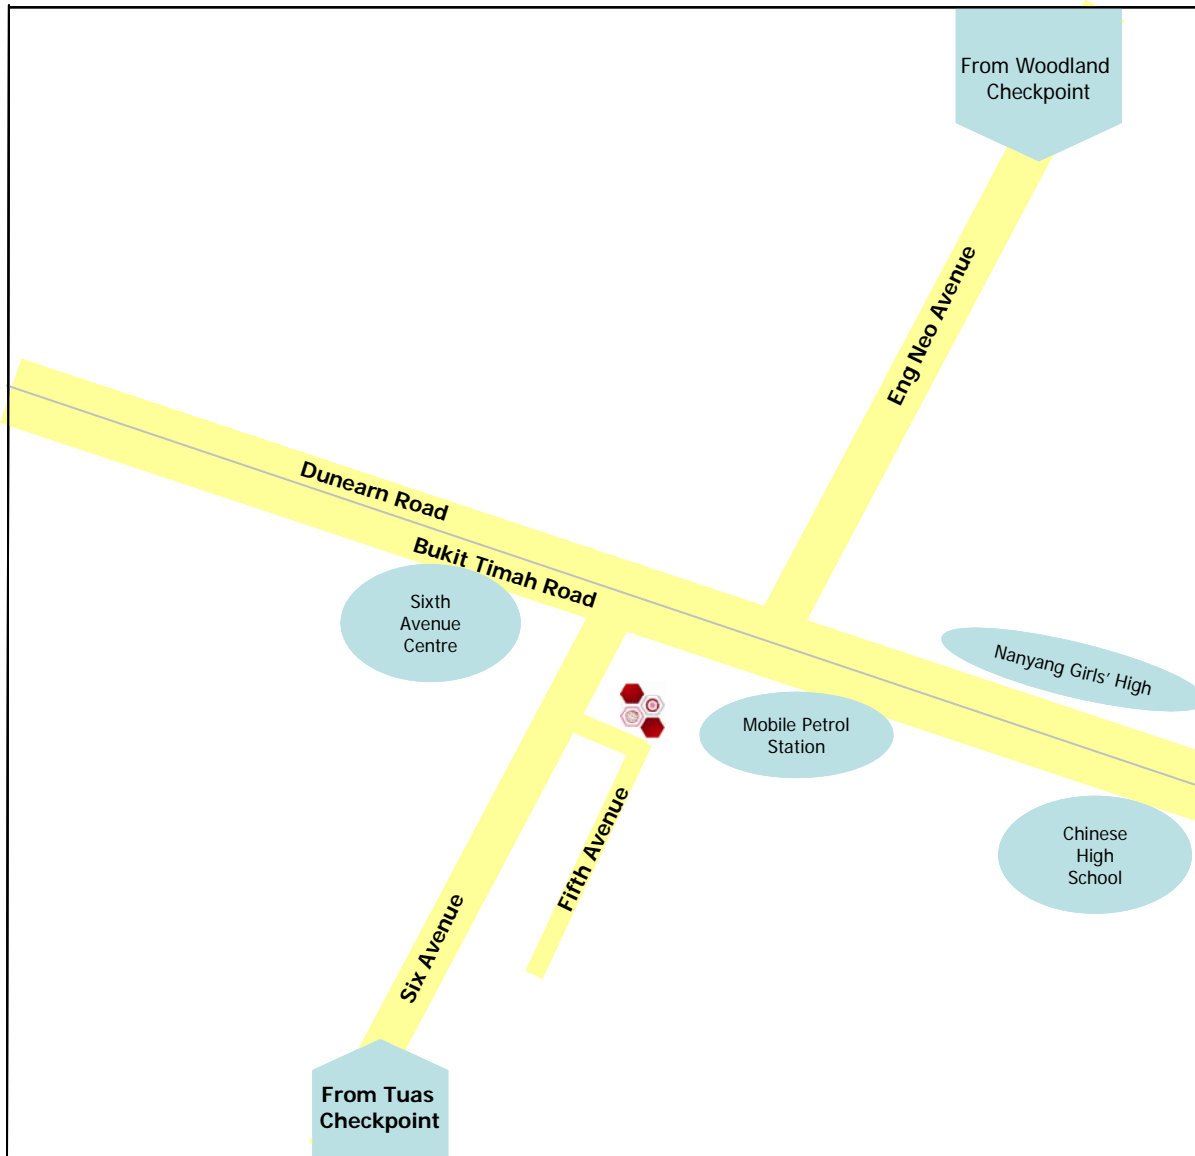 From Woodland
Checkpoint
Eng Neo Avenue
Dunearn Road
Bukit Timah Road
Sixth
Avenue
Centre
Nanyang Girls' High
Mobile Petrol
Station
Chinese
High
School
Fifth Avenue
Six Avenue
From Tuas
Checkpoint